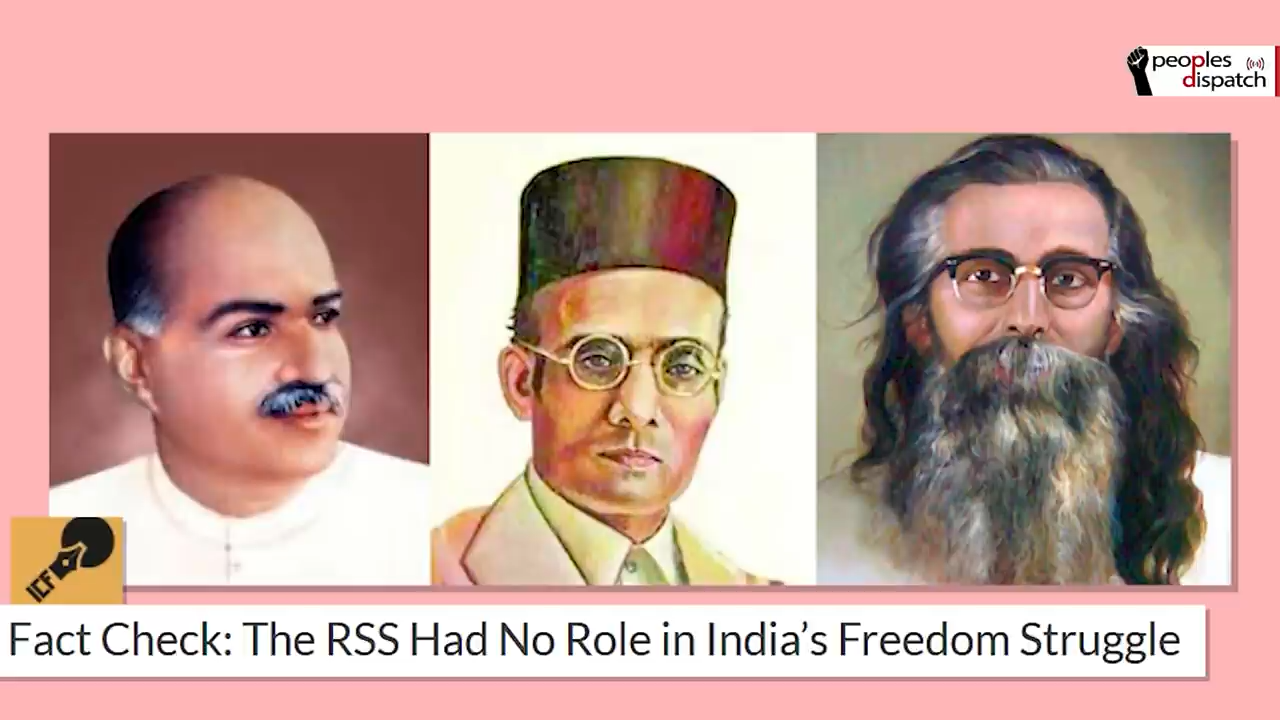 peoples
dispatch
ICF
Fact Check: The RSS Had No Role in India’s Freedom Struggle